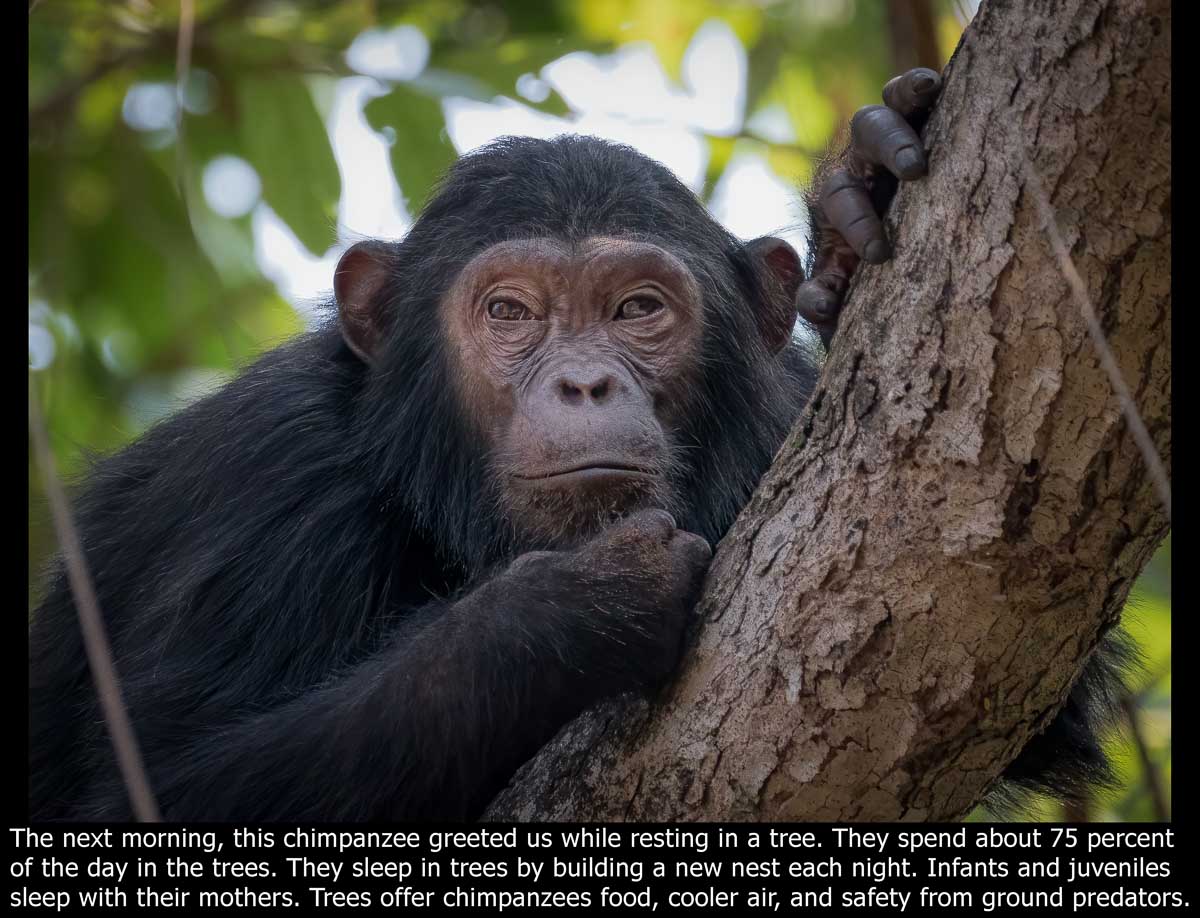 The next morning, this chimpanzee greeted us while resting in a tree. They spend about 75 percent
of the day in the trees. They sleep in trees by building a new nest each night. Infants and juveniles
sleep with their mothers. Trees offer chimpanzees food, cooler air, and safety from ground predators.